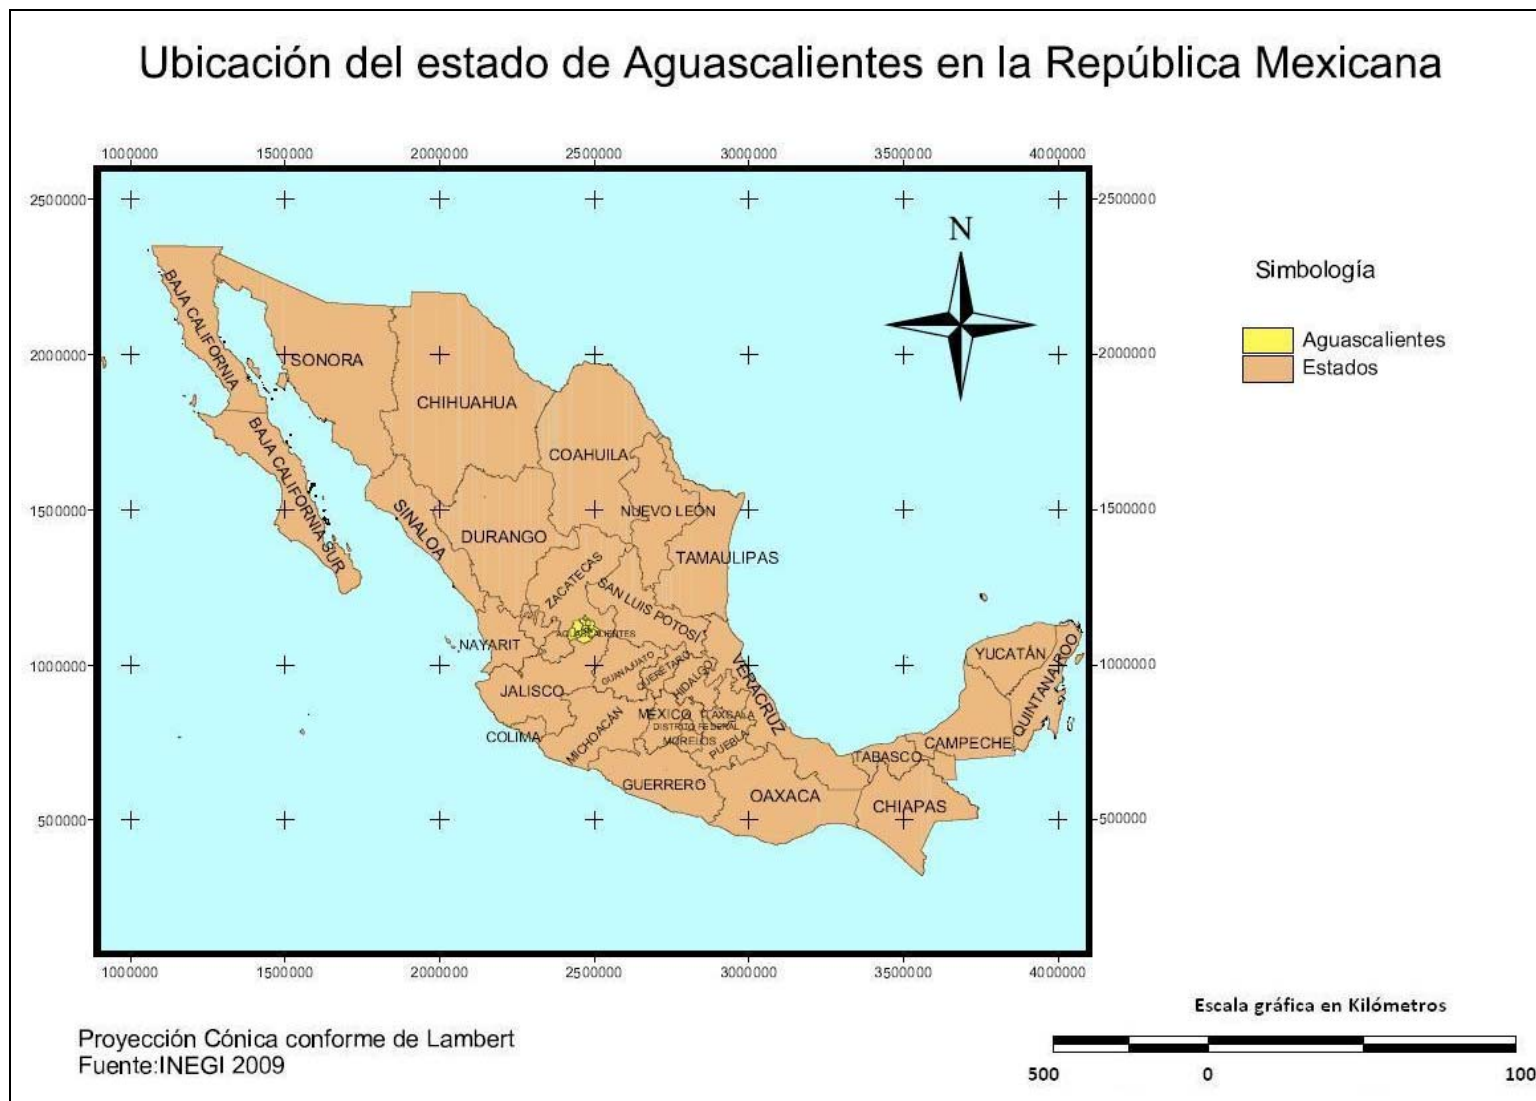 Ubicación del estado de Aguascalientes en la República Mexicana
1000000 1500000 2000000 2500000 3000000 3500000 4000000
2500000 2500000
N
Simbología
Aguascalientes
Estados
BAJA CALIFORNIA
SONORA
2000000 2000000
CHIHUAHUA
BAJA CALIFORNIA SUR
COAHUILA
1500000 1500000
SINALOA
NUEVO LEÓN
DURANGO
TAMAULIPAS
ZACATECAS
SAN LUIS POTOSÍ
AGUASCALIENTES
NAYARIT
YUCATÁN
QUINTANA ROO
1000000 1000000
GUANAJUATO
QUERÉTARO
HIDALGO
VERACRUZ
JALISCO
MÉXICO
TLAXCALA
DISTRITO FEDERAL
COLIMA
MICHOACÁN
MORELOS
PUEBLA
CAMPECHE
TABASCO
GUERRERO
OAXACA
CHIAPAS
500000 500000
1000000 1500000 2000000 2500000 3000000 3500000 4000000
Proyección Cónica conforme de Lambert
Fuente:INEGI 2009
Escala gráfica en Kilómetros
500 0 100